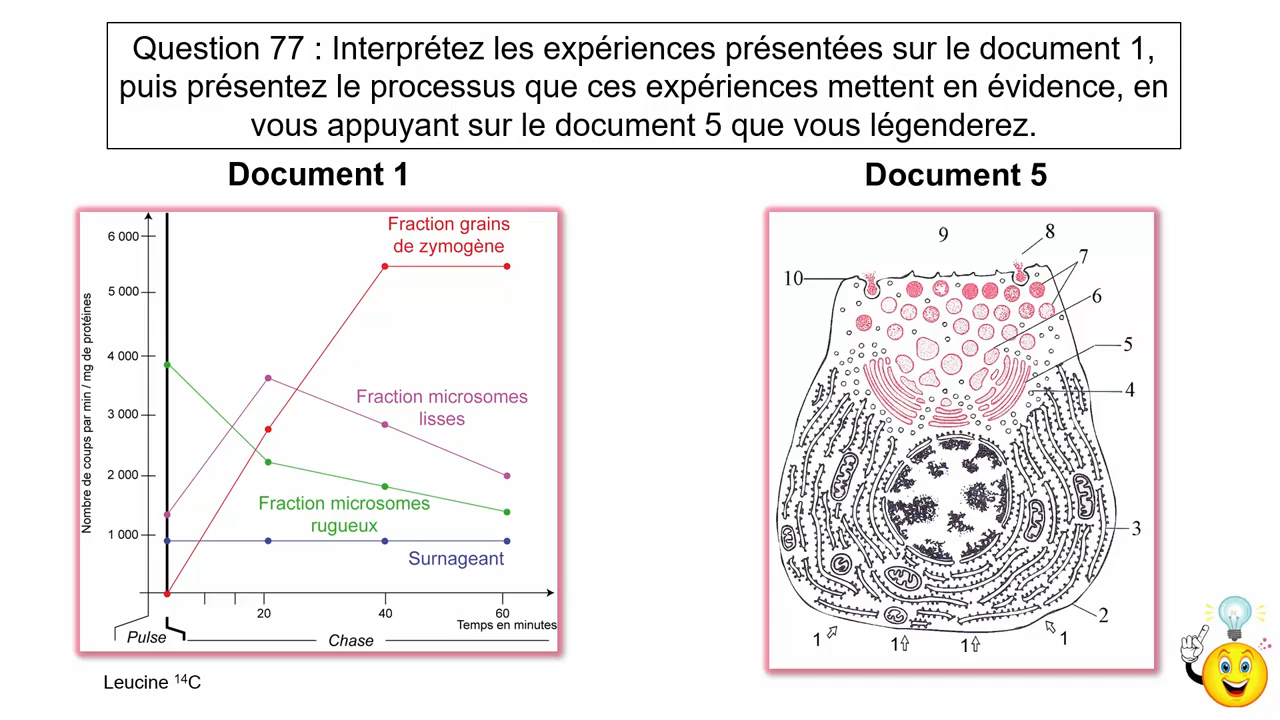 Question 77 : Interprétez les expériences présentées sur le document 1,
puis présentez le processus que ces expériences mettent en évidence, en
vous appuyant sur le document 5 que vous légenderez.
Document 1
Document 5
Nombre de coups par min / mg de protéines
6 000
5 000
4 000
3 000
2 000
1 000
Fraction grains
de zymogène
Fraction microsomes
lisses
Fraction microsomes
rugueux
Surnageant
20
40
60
Temps en minutes
Pulse
Chase
Leucine ¹⁴C
9
8
7
10
6
5
4
3
2
1
1
1
1